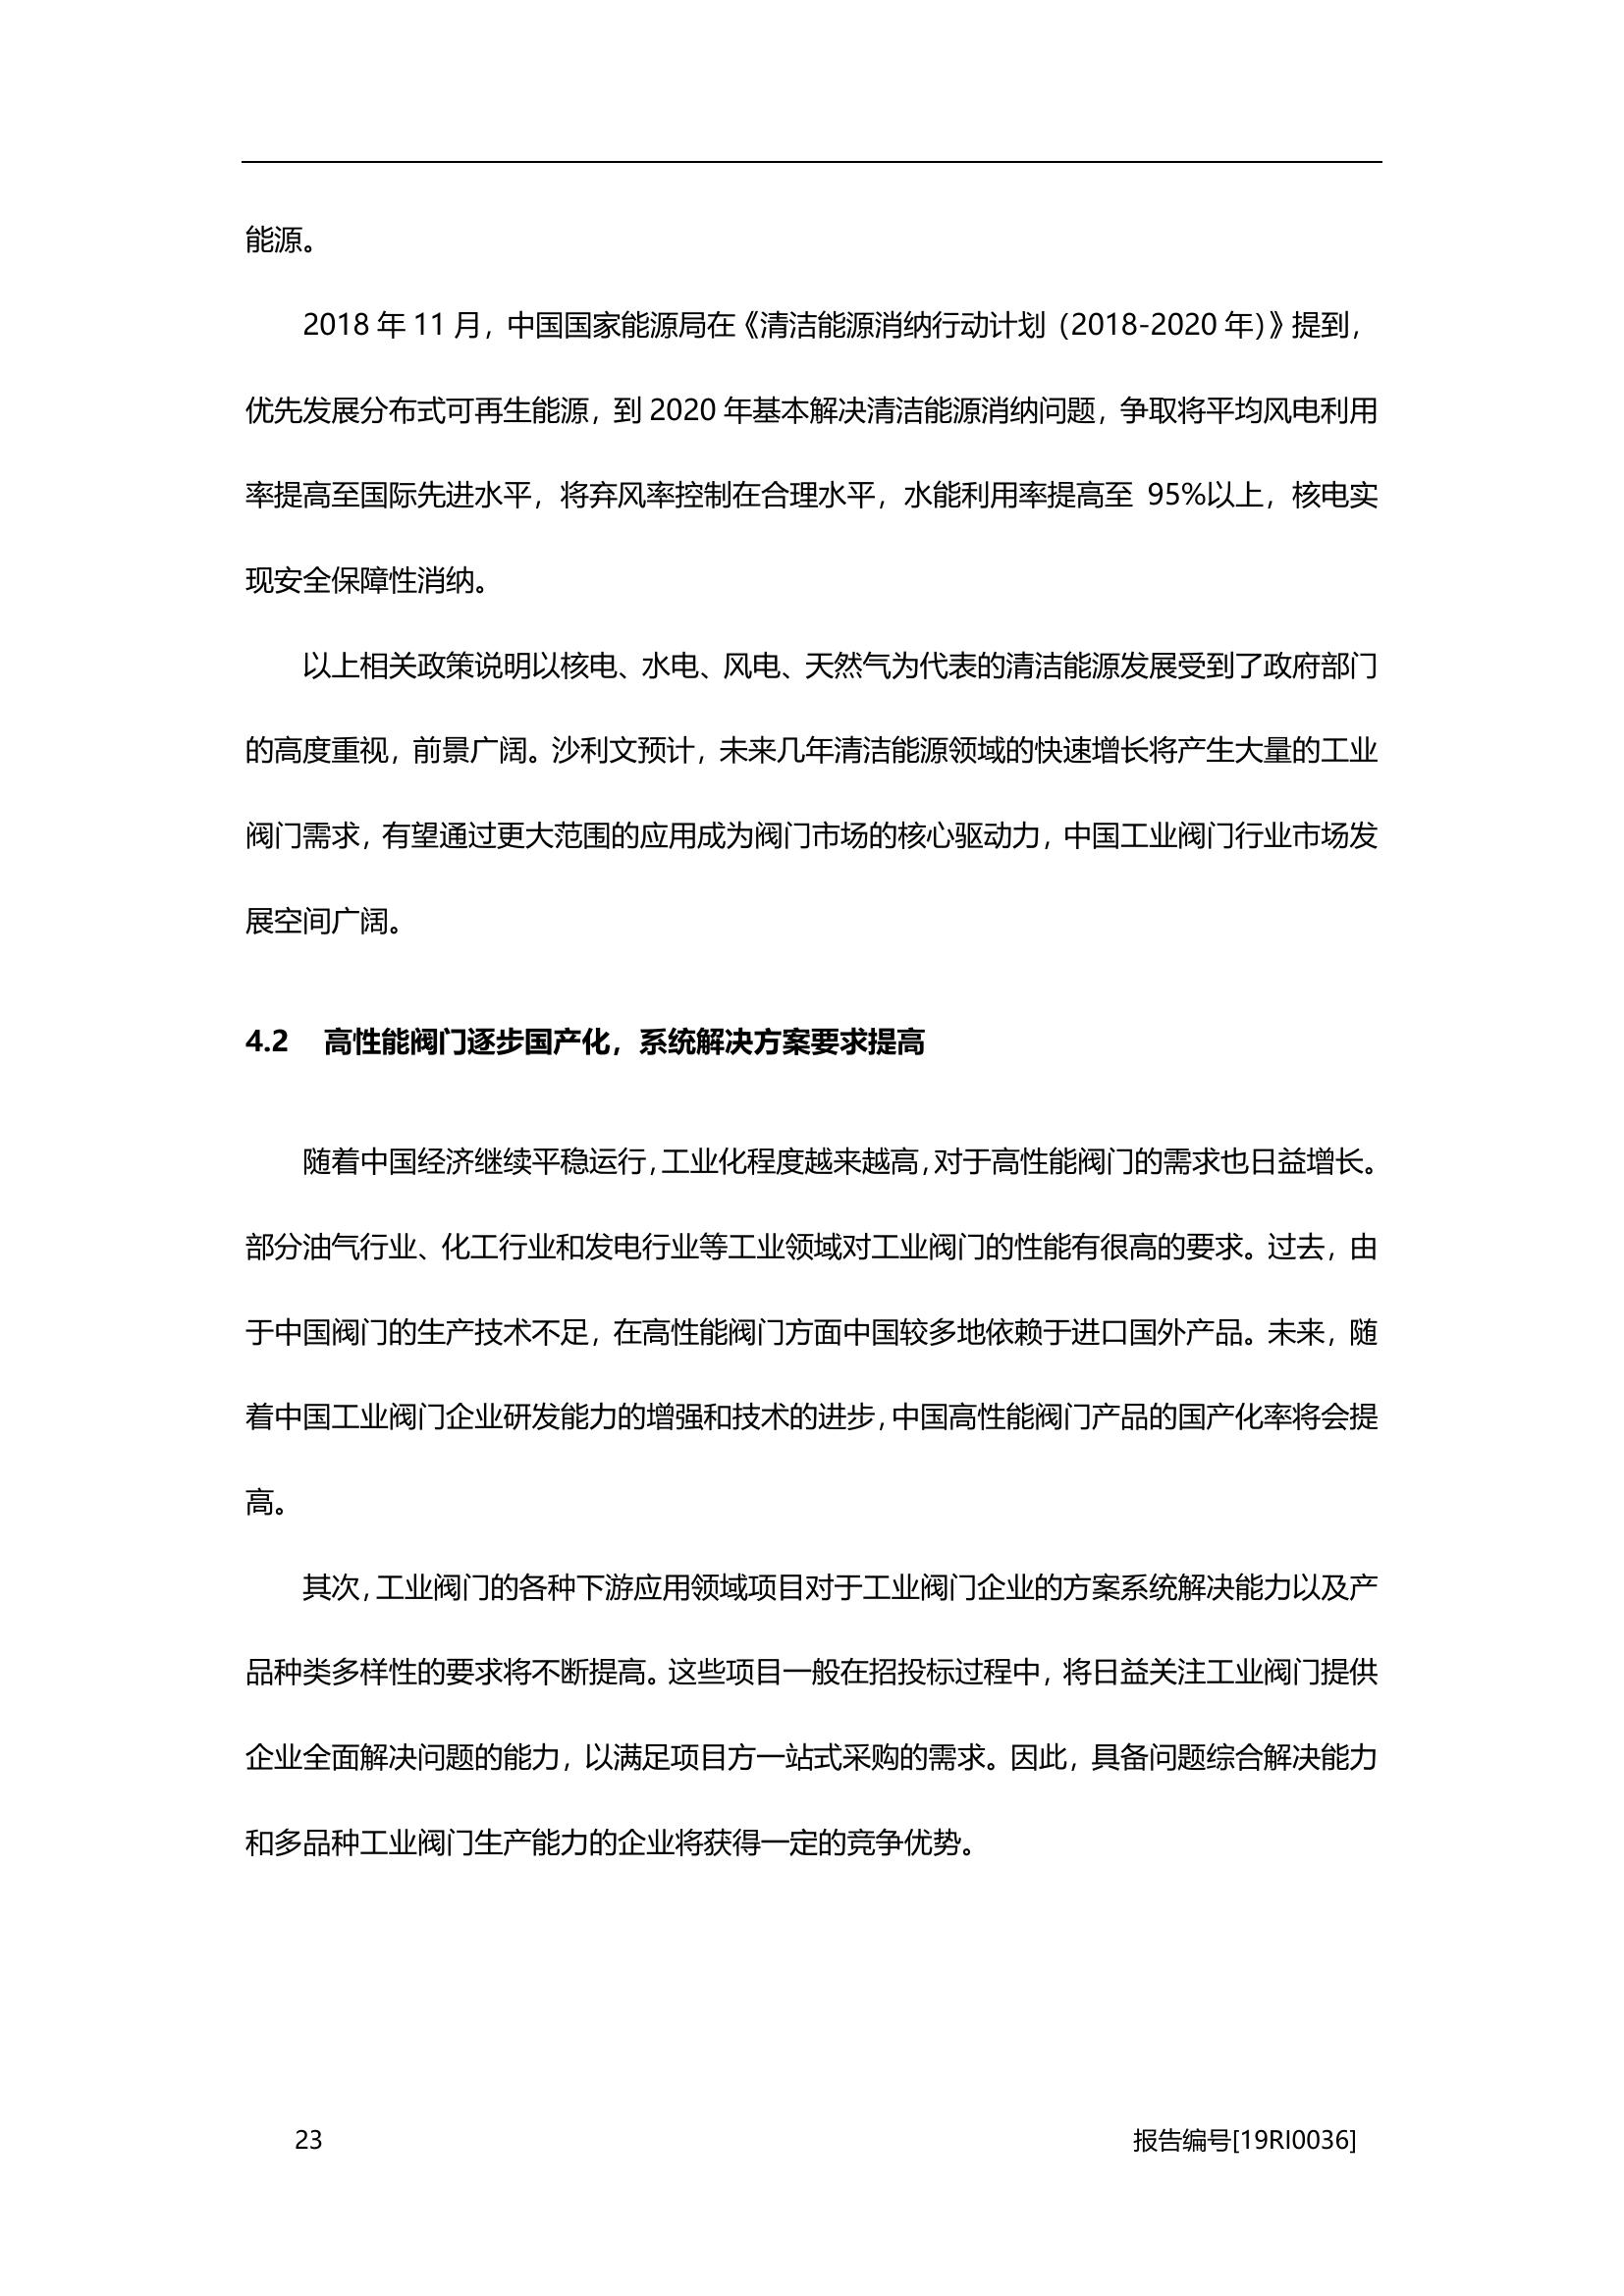 能源。
2018 年 11 月，中国国家能源局在《清洁能源消纳行动计划（2018-2020 年）》提到，
优先发展分布式可再生能源，到 2020 年基本解决清洁能源消纳问题，争取将平均风电利用
率提高至国际先进水平，将弃风率控制在合理水平，水能利用率提高至 95%以上，核电实
现安全保障性消纳。
以上相关政策说明以核电、水电、风电、天然气为代表的清洁能源发展受到了政府部门
的高度重视，前景广阔。沙利文预计，未来几年清洁能源领域的快速增长将产生大量的工业
阀门需求，有望通过更大范围的应用成为阀门市场的核心驱动力，中国工业阀门行业市场发
展空间广阔。
4.2 高性能阀门逐步国产化，系统解决方案要求提高
随着中国经济继续平稳运行，工业化程度越来越高，对于高性能阀门的需求也日益增长。
部分油气行业、化工行业和发电行业等工业领域对工业阀门的性能有很高的要求。过去，由
于中国阀门的生产技术不足，在高性能阀门方面中国较多地依赖于进口国外产品。未来，随
着中国工业阀门企业研发能力的增强和技术的进步，中国高性能阀门产品的国产化率将会提
高。
其次，工业阀门的各种下游应用领域项目对于工业阀门企业的方案系统解决能力以及产
品种类多样性的要求将不断提高。这些项目一般在招投标过程中，将日益关注工业阀门提供
企业全面解决问题的能力，以满足项目方一站式采购的需求。因此，具备问题综合解决能力
和多品种工业阀门生产能力的企业将获得一定的竞争优势。
23 报告编号[19RI0036]